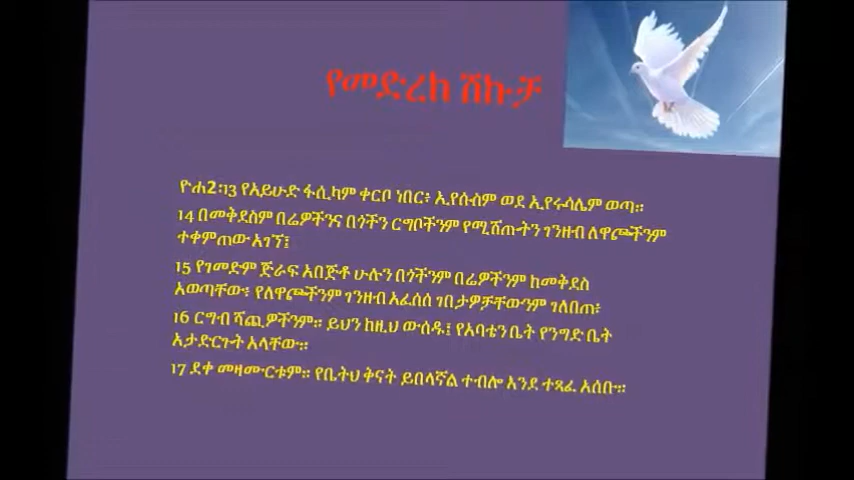 የመድረክ ሽኩቻ
ዮሐ2፡13 የአይሁድ ፋሲካም ቀርቦ ነበር፥ ኢየሱስም ወደ ኢየሩሳሌም ወጣ።
14 በመቅደስም በሬዎችንና በጎችን ርግቦችንም የሚሸጡትን ገንዘብ ለዋጮችንም
ተቀምጠው አገኘ፤
15 የገመድም ጅራፍ አበጅቶ ሁሉን በጎችንም በሬዎችንም ከመቅደስ
አወጣቸው፥ የለዋጮችንም ገንዘብ አፈሰሰ ገበታዎቻቸውንም ገለበጠ፥
16 ርግብ ሻጪዎችንም። ይህን ከዚህ ውሰዱ፤ የአባቴን ቤት የንግድ ቤት
አታድርጉት አላቸው።
17 ደቀ መዛሙርቱም። የቤትህ ቅናት ይበላኛል ተብሎ እንደ ተጻፈ አሰቡ።